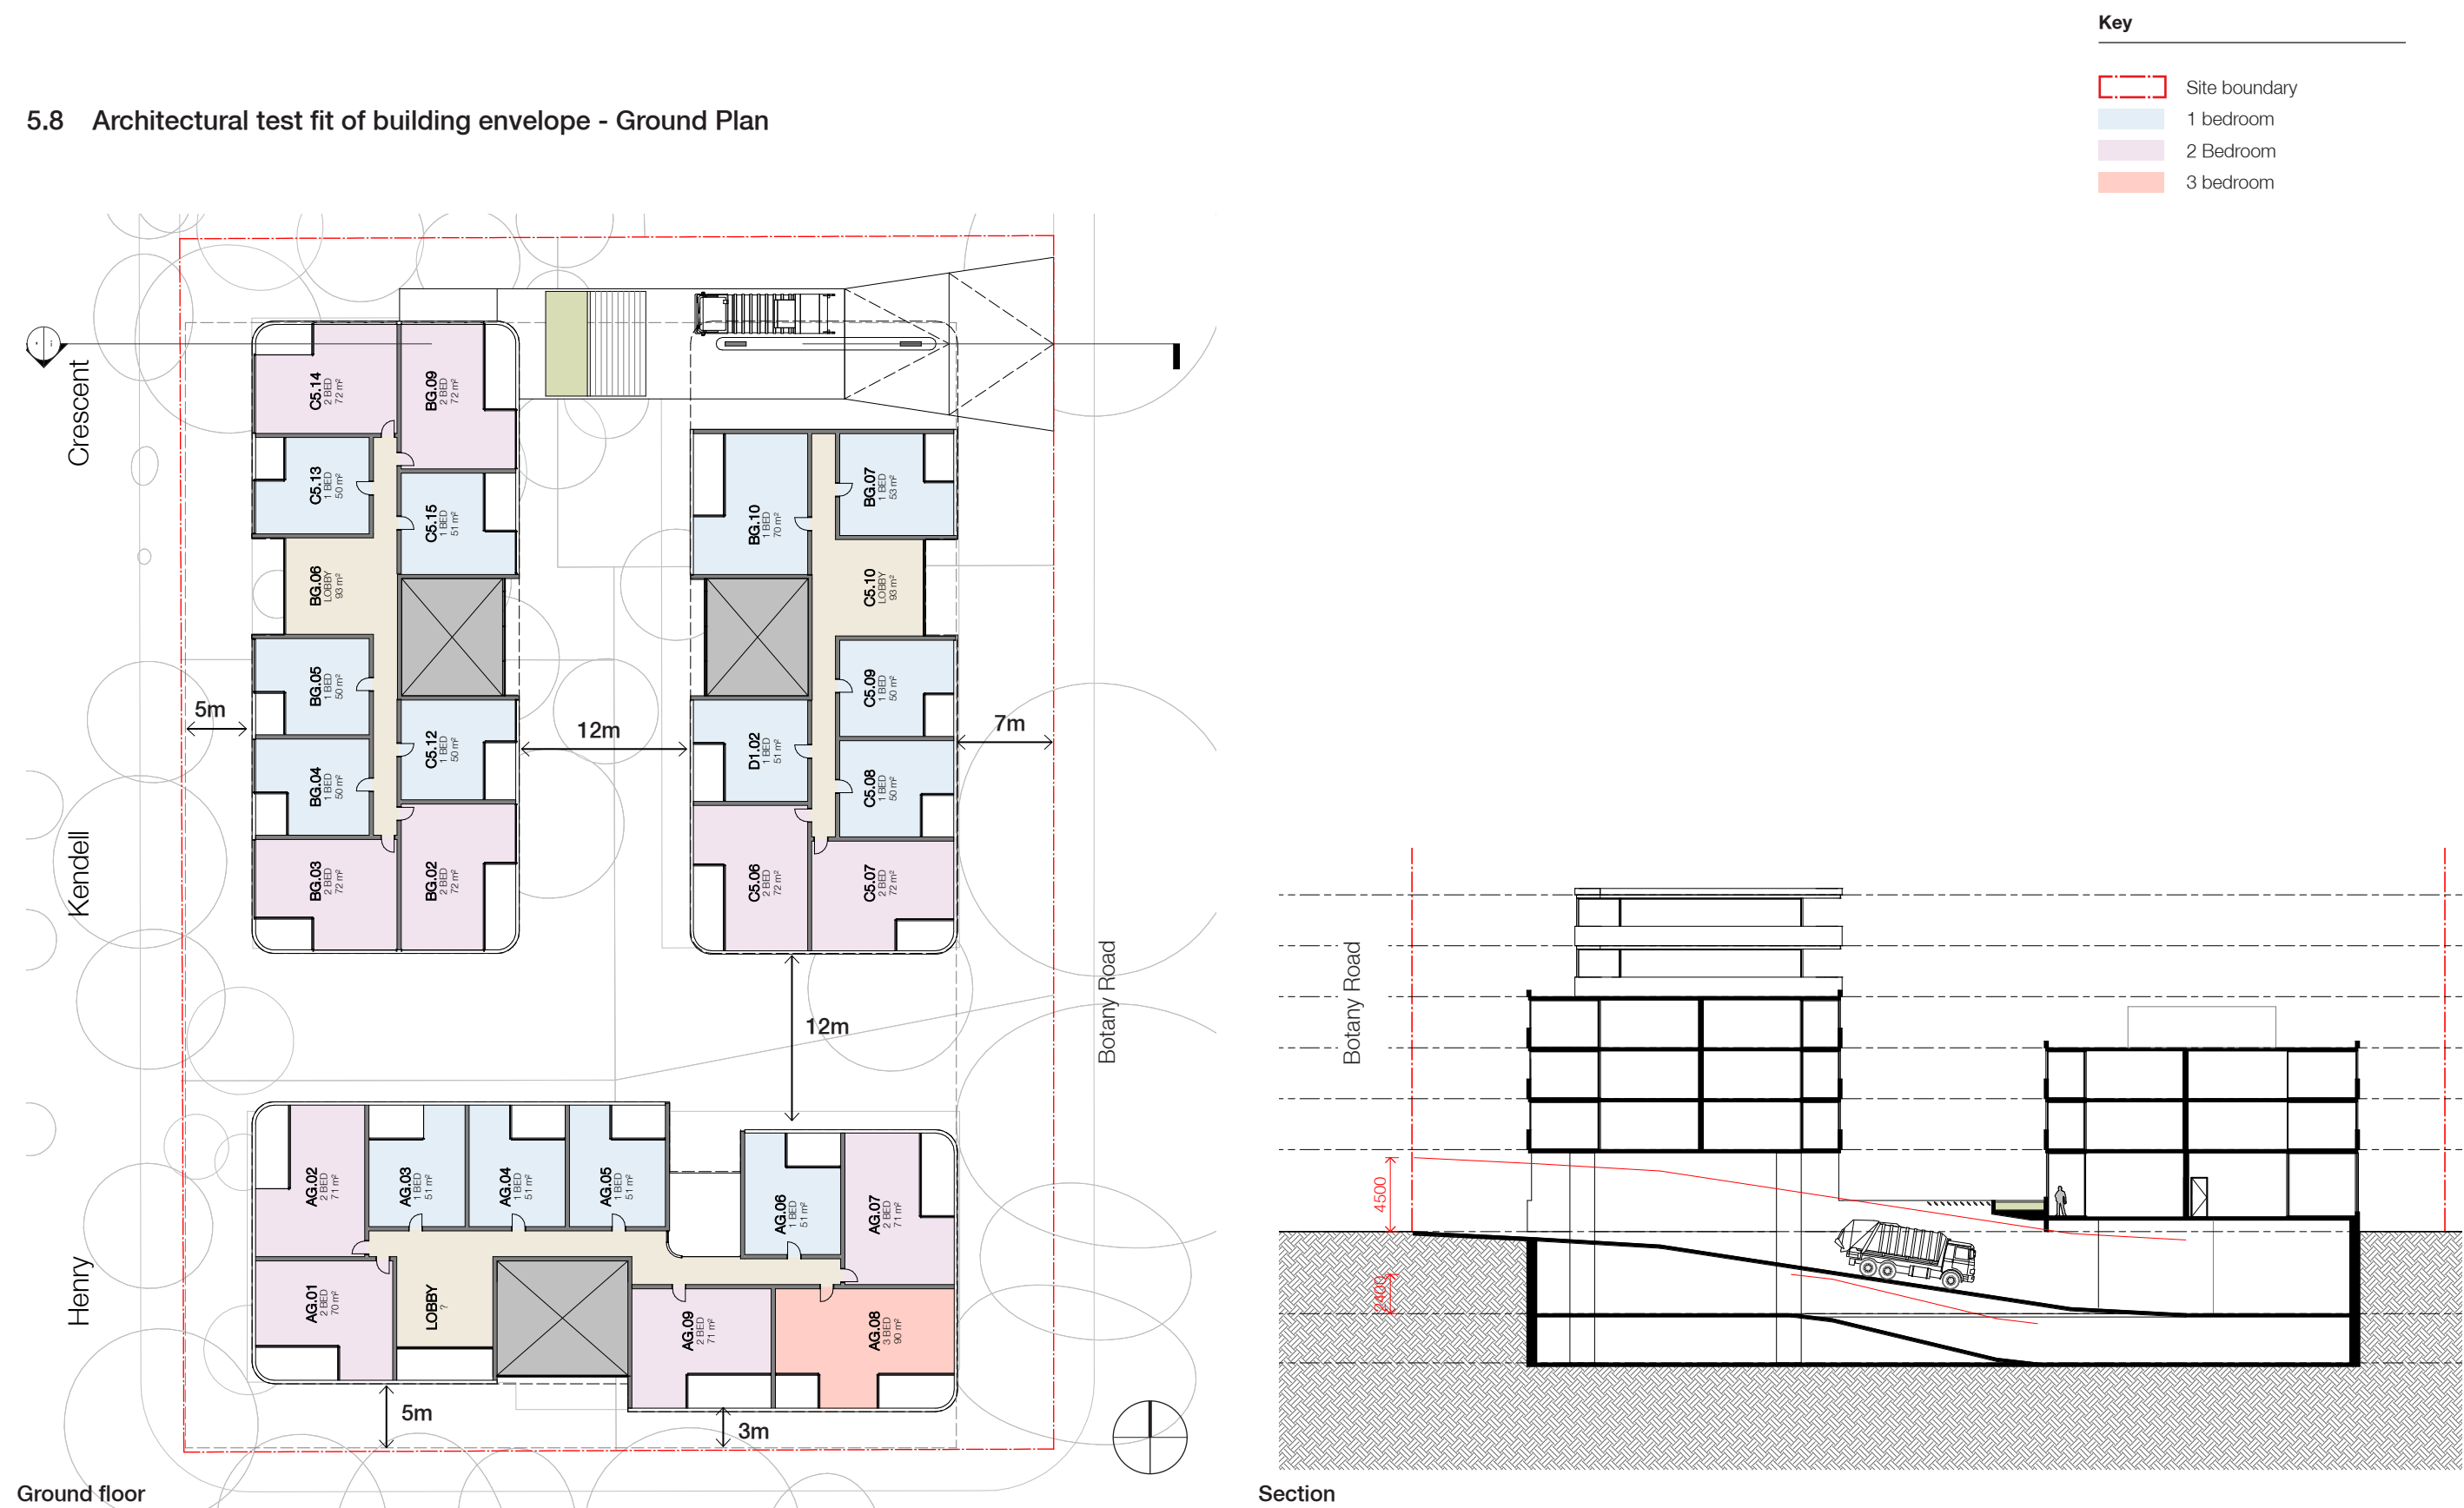 Key
Site boundary
1 bedroom
2 Bedroom
3 bedroom
5.8 Architectural test fit of building envelope - Ground Plan
Crescent
Kendell
Henry
C5.14
2 BED
72 m²
BG.09
2 BED
72 m²
C5.13
1 BED
50 m²
C5.15
1 BED
51 m²
BG.06
LOBBY
93 m²
BG.05
1 BED
50 m²
BG.04
1 BED
50 m²
C5.12
1 BED
50 m²
BG.03
2 BED
72 m²
BG.02
2 BED
72 m²
BG.10
1 BED
70 m²
BG.07
1 BED
53 m²
C5.10
LOBBY
93 m²
C5.09
1 BED
50 m²
D1.02
1 BED
51 m²
C5.08
1 BED
50 m²
C5.06
2 BED
72 m²
C5.07
2 BED
72 m²
5m
12m
7m
12m
Botany Road
AG.02
2 BED
71 m²
AG.03
1 BED
51 m²
AG.04
1 BED
51 m²
AG.05
1 BED
51 m²
AG.06
1 BED
51 m²
AG.07
2 BED
71 m²
AG.01
2 BED
70 m²
LOBBY
?
AG.09
2 BED
71 m²
AG.08
3 BED
90 m²
5m
3m
Ground floor
Botany Road
4500
2400
Section